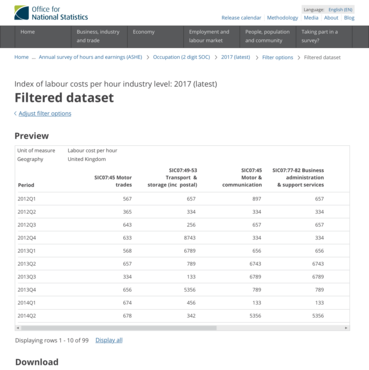 Office for
National Statistics
Language: English (EN)
Release calendar Methodology Media About Blog
Home
Business, industry
and trade
Economy
Employment and
labour market
People, population
and community
Taking part in a
survey?
Home ... Annual survey of hours and earnings (ASHE) > Occupation (2 digit SOC) > 2017 (latest) > Filter options > Filtered dataset
Index of labour costs per hour industry level: 2017 (latest)
Filtered dataset
< Adjust filter options
Preview
Unit of measure Labour cost per hour
Geography United Kingdom
Period
SIC07:45 Motor
trades
SIC07:49-53
Transport &
storage (inc postal)
SIC07:45
Motor &
communication
SIC07:77-82 Business
administration
& support services
2012Q1 567 657 897 657
2012Q2 365 334 334 334
2012Q3 643 256 657 657
2012Q4 633 8743 334 334
2013Q1 568 6789 656 656
2013Q2 657 789 6743 6743
2013Q3 334 133 6789 6789
2013Q4 656 5356 789 789
2014Q1 674 456 133 133
2014Q2 678 342 5356 5356
Displaying rows 1 - 10 of 99 Display all
Download